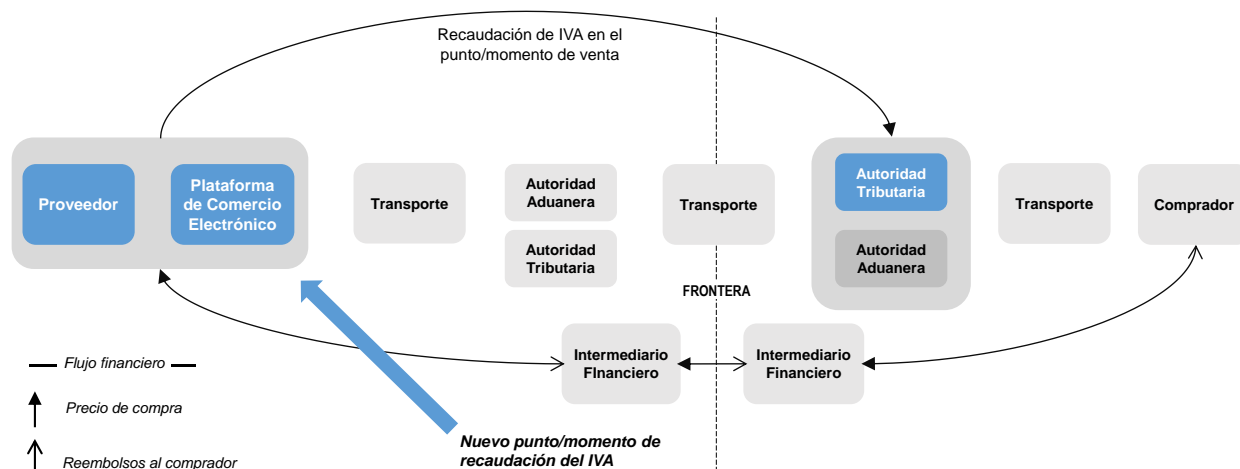 Recaudación de IVA en el
punto/momento de venta
Proveedor
Plataforma
de Comercio
Electrónico
Transporte
Autoridad
Aduanera
Autoridad
Tributaria
Transporte
Autoridad
Tributaria
Autoridad
Aduanera
Transporte
Comprador
FRONTERA
Intermediario
FInanciero
Intermediario
Financiero
Flujo financiero
Precio de compra
Reembolsos al comprador
Nuevo punto/momento de
recaudación del IVA